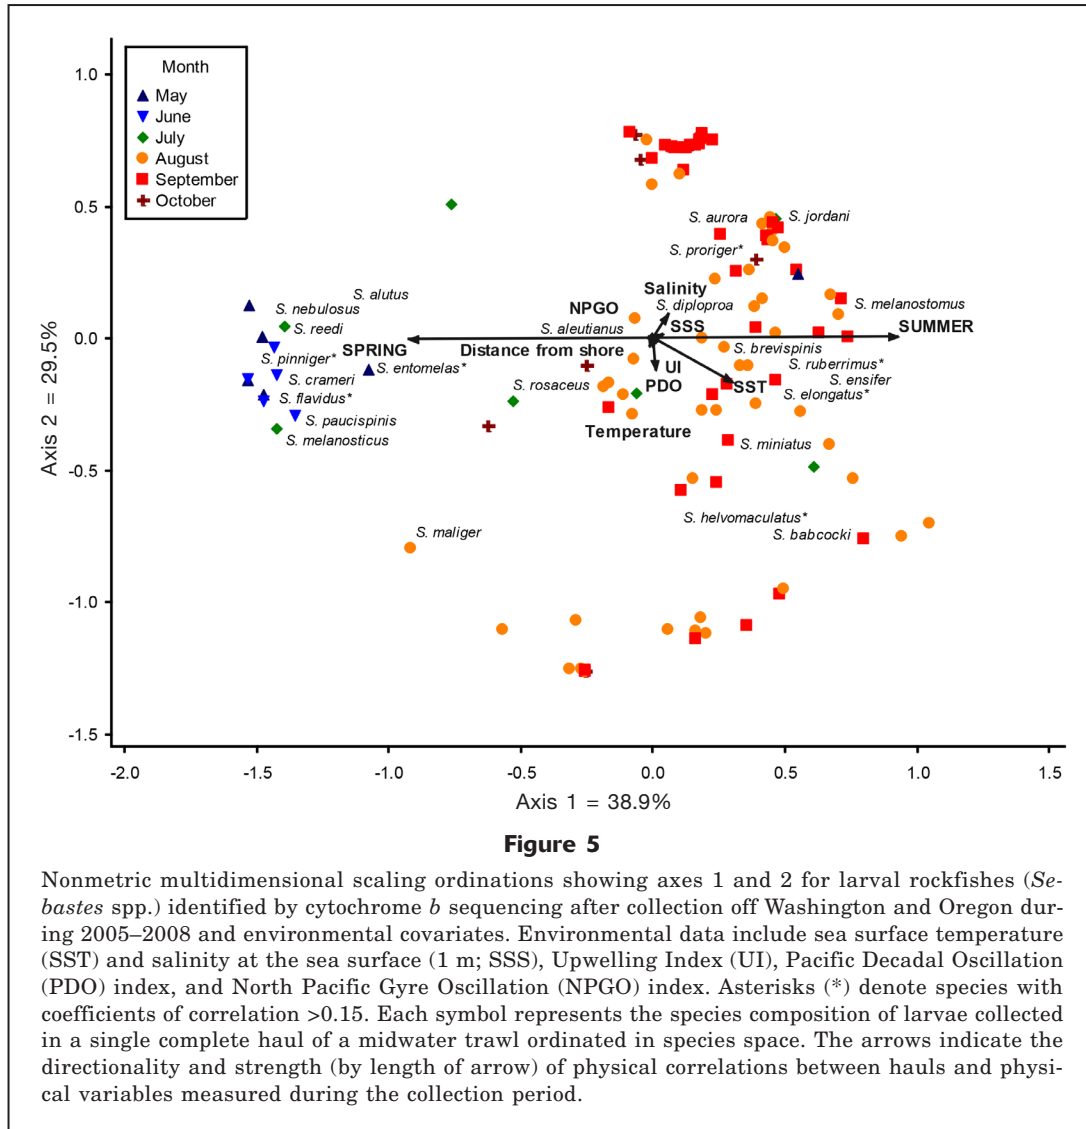 Month
May
June
July
August
September
October
1.0
0.5
0.0
-0.5
-1.0
-1.5
Axis 2 = 29.5%
S. aurora
S. jordani
S. proriger*
Salinity
S. alutus
S. nebulosus
NPGO
S. diploproa
S. melanostomus
S. reedi
S. aleutianus
SSS
SUMMER
SPRING
Distance from shore
S. brevispinis
S. pinniger*
S. entomelas*
UI
S. ruberrimus*
S. crameri
S. rosaceus
PDO
SST
S. ensifer
S. flavidus*
S. elongatus*
S. paucispinis
Temperature
S. melanosticus
S. miniatus
S. helvomaculatus*
S. maliger
S. babcocki
-2.0
-1.5
-1.0
-0.5
0.0
0.5
1.0
1.5
Axis 1 = 38.9%
Figure 5
Nonmetric multidimensional scaling ordinations showing axes 1 and 2 for larval rockfishes (Se-
bastes spp.) identified by cytochrome b sequencing after collection off Washington and Oregon dur-
ing 2005–2008 and environmental covariates. Environmental data include sea surface temperature
(SST) and salinity at the sea surface (1 m; SSS), Upwelling Index (UI), Pacific Decadal Oscillation
(PDO) index, and North Pacific Gyre Oscillation (NPGO) index. Asterisks (*) denote species with
coefficients of correlation >0.15. Each symbol represents the species composition of larvae collected
in a single complete haul of a midwater trawl ordinated in species space. The arrows indicate the
directionality and strength (by length of arrow) of physical correlations between hauls and physi-
cal variables measured during the collection period.